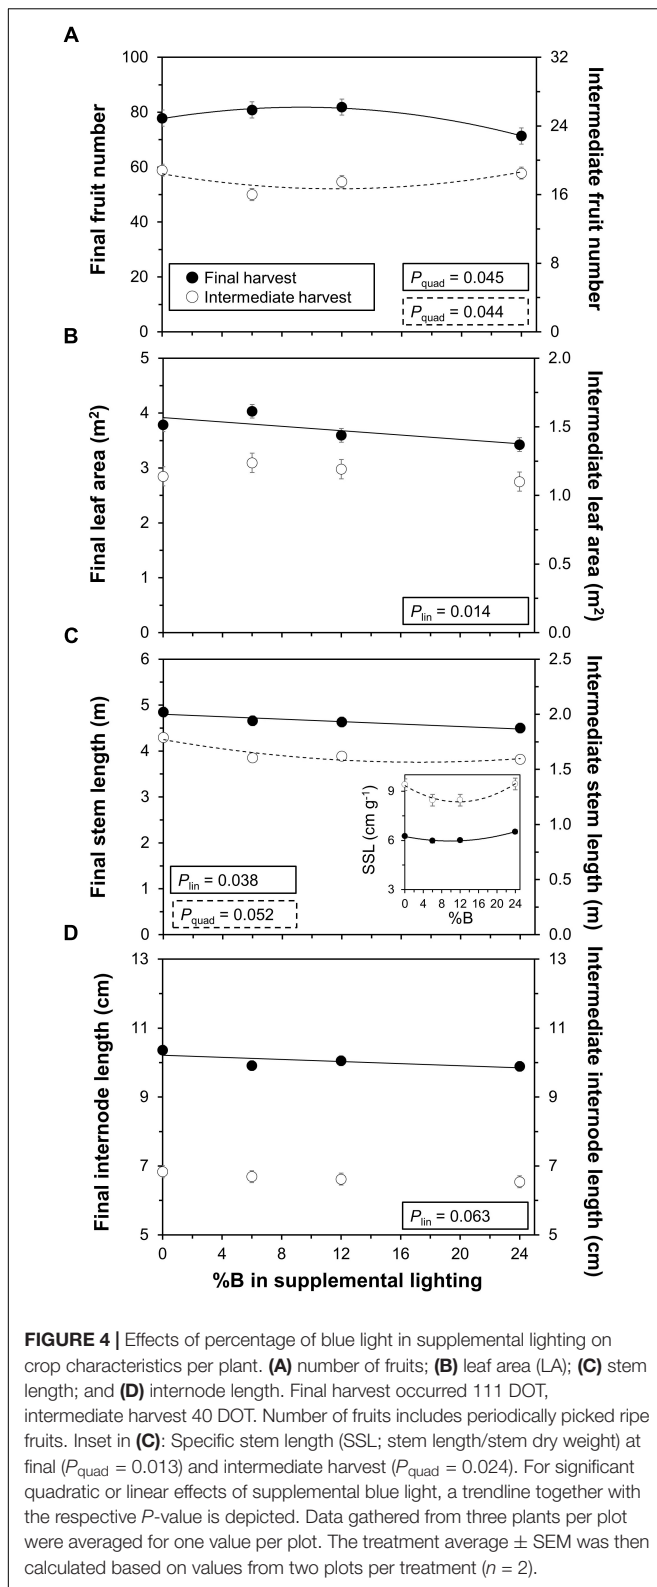 A
100
80
60
40
20
0
Final fruit number
32
24
16
8
0
Intermediate fruit number
Final harvest
Intermediate harvest
Pquad = 0.045
Pquad = 0.044
B
5
4
3
2
1
0
Final leaf area (m²)
2.0
1.5
1.0
0.5
0.0
Intermediate leaf area (m²)
Plin = 0.014
C
6
5
4
3
2
1
0
Final stem length (m)
2.5
2.0
1.5
1.0
0.5
0.0
Intermediate stem length (m)
9
6
3
SSL (cm g⁻¹)
0 6 12 18 24
%B
Plin = 0.038
Pquad = 0.052
D
13
11
9
7
5
Final internode length (cm)
13
11
9
7
5
Intermediate internode length (cm)
Plin = 0.063
0 4 8 12 16 20 24
%B in supplemental lighting
FIGURE 4 | Effects of percentage of blue light in supplemental lighting on
crop characteristics per plant. (A) number of fruits; (B) leaf area (LA); (C) stem
length; and (D) internode length. Final harvest occurred 111 DOT,
intermediate harvest 40 DOT. Number of fruits includes periodically picked ripe
fruits. Inset in (C): Specific stem length (SSL; stem length/stem dry weight) at
final (Pquad = 0.013) and intermediate harvest (Pquad = 0.024). For significant
quadratic or linear effects of supplemental blue light, a trendline together with
the respective P-value is depicted. Data gathered from three plants per plot
were averaged for one value per plot. The treatment average ± SEM was then
calculated based on values from two plots per treatment (n = 2).